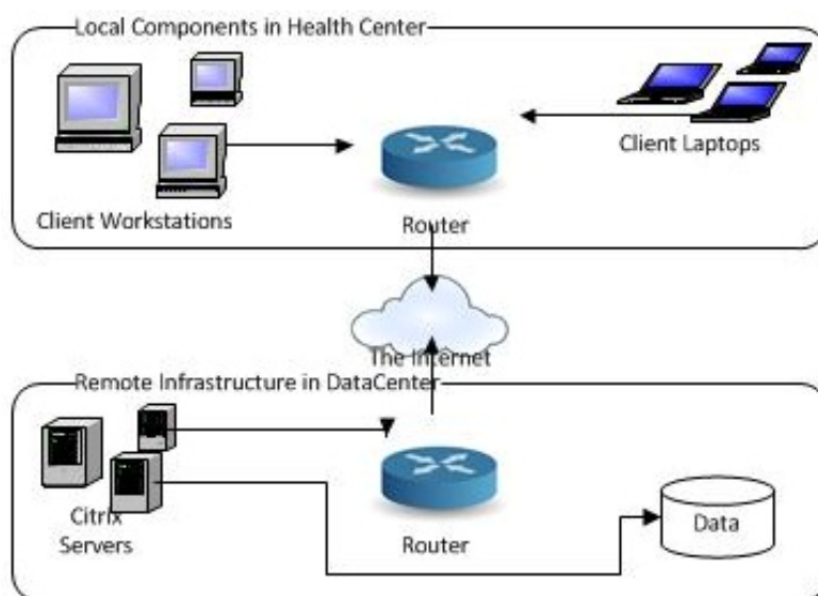 Local Components in Health Center
Client Workstations
Router
Client Laptops
The Internet
Remote Infrastructure in DataCenter
Citrix
Servers
Router
Data